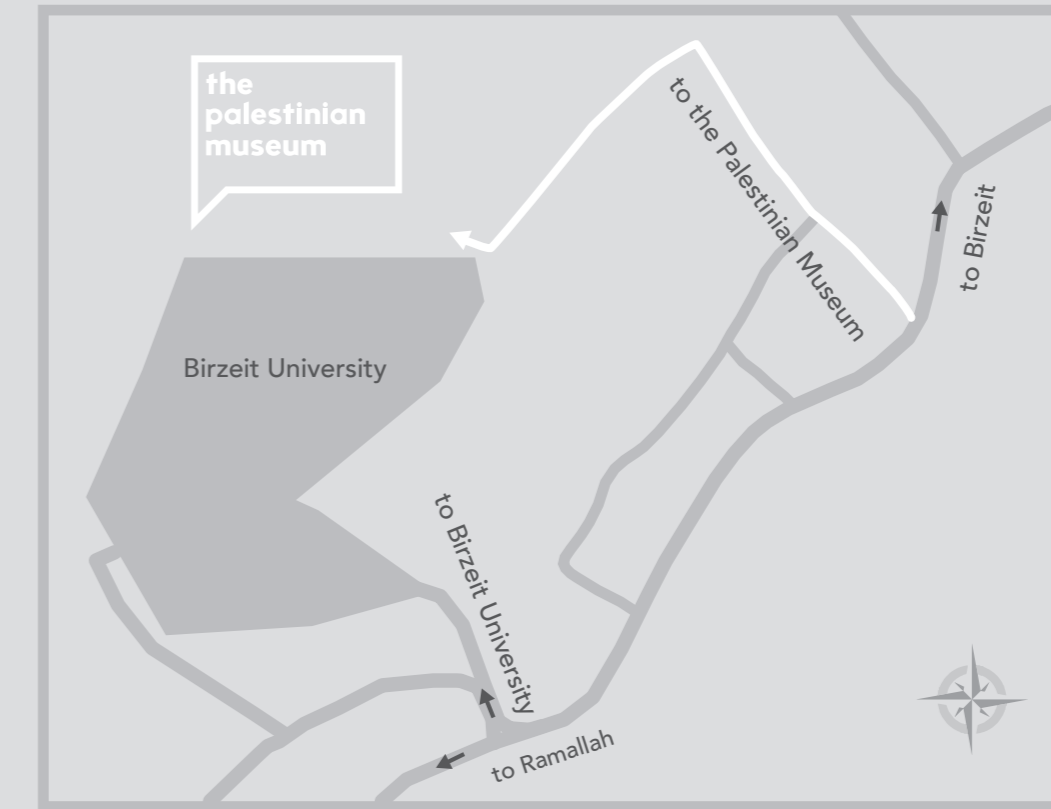 the
palestinian
museum
to the Palestinian Museum
to Birzeit
Birzeit University
to Birzeit University
to Ramallah